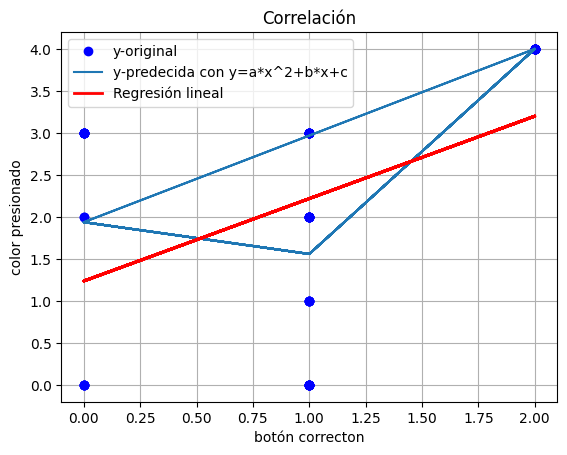 Correlación
y-original
y-predecida con y=a*x^2+b*x+c
Regresión lineal
color presionado
4.0
3.5
3.0
2.5
2.0
1.5
1.0
0.5
0.0
0.00 0.25 0.50 0.75 1.00 1.25 1.50 1.75 2.00
botón correcton